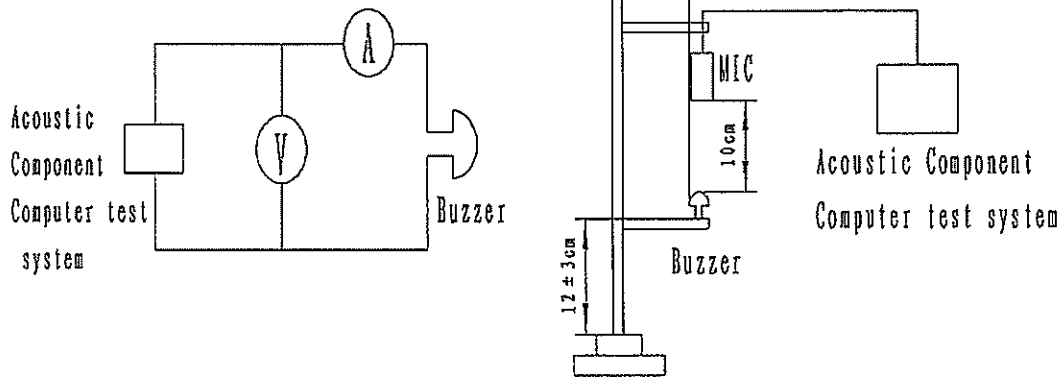 A
V
Acoustic
Component
Computer test
system
Buzzer
MIC
10cm
Acoustic Component
Computer test system
Buzzer
12±3cm